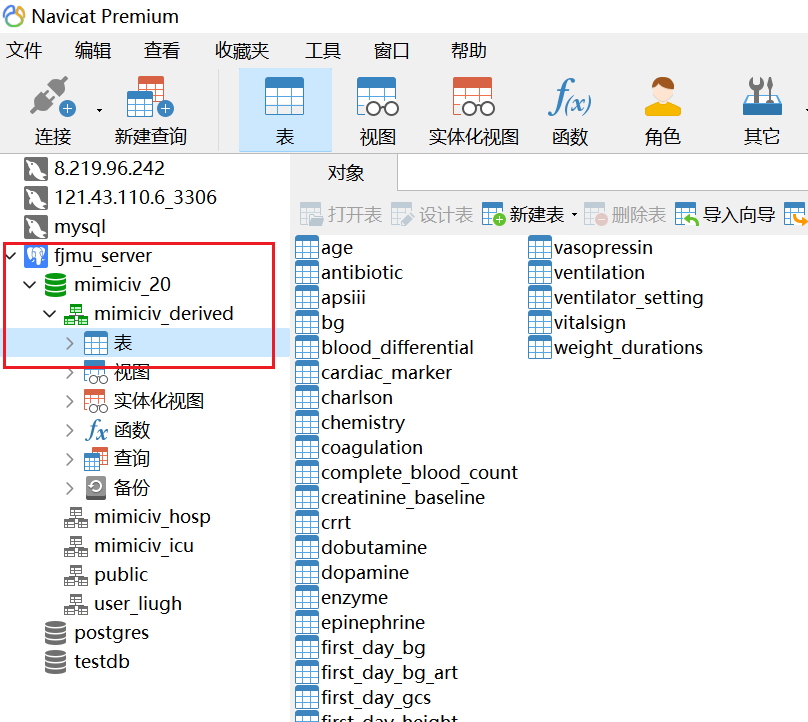 Navicat Premium
文件 编辑 查看 收藏夹 工具 窗口 帮助
连接 新建查询 表 视图 实体化视图 函数 角色 其它
8.219.96.242
121.43.110.6_3306
mysql
fjmu_server
mimiciv_20
mimiciv_derived
表
视图
实体化视图
函数
查询
备份
mimiciv_hosp
mimiciv_icu
public
user_liugh
postgres
testdb
对象
打开表 设计表 新建表 删除表 导入向导
age
antibiotic
apsiii
bg
blood_differential
cardiac_marker
charlson
chemistry
coagulation
complete_blood_count
creatinine_baseline
crrt
dobutamine
dopamine
enzyme
epinephrine
first_day_bg
first_day_bg_art
first_day_gcs
first_day_height
vasopressin
ventilation
ventilator_setting
vitalsign
weight_durations